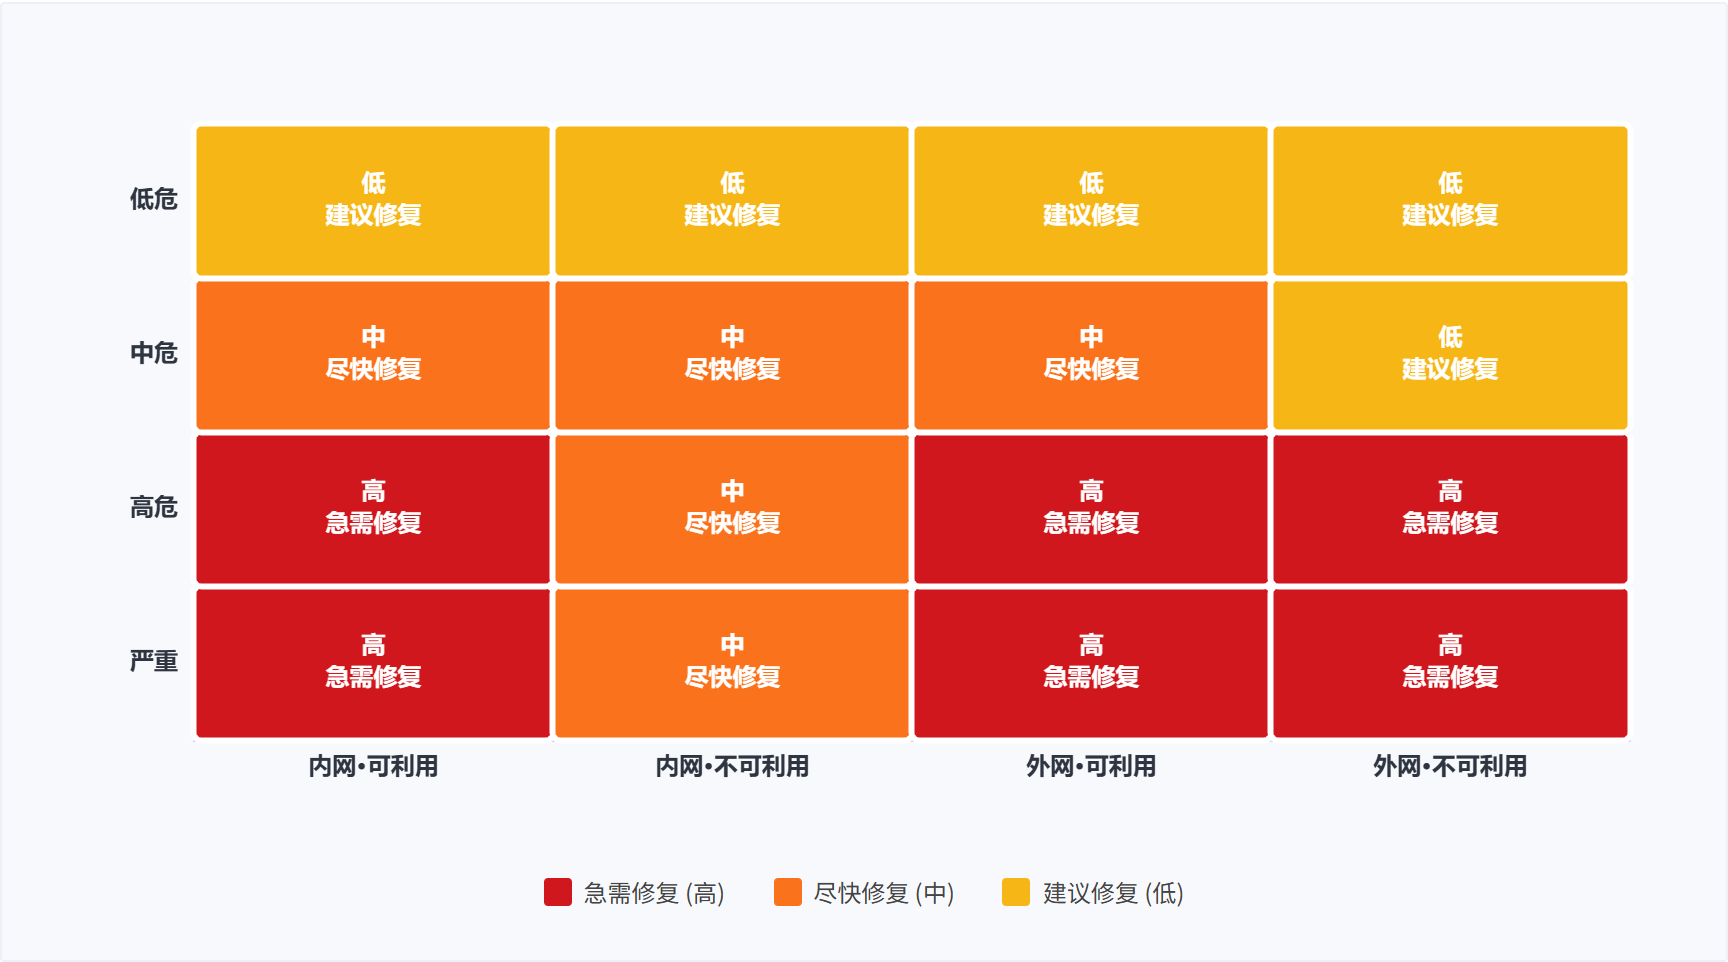 低危
低
建议修复
低
建议修复
低
建议修复
低
建议修复
中危
中
尽快修复
中
尽快修复
中
尽快修复
低
建议修复
高危
高
急需修复
中
尽快修复
高
急需修复
高
急需修复
严重
高
急需修复
中
尽快修复
高
急需修复
高
急需修复
内网·可利用
内网·不可利用
外网·可利用
外网·不可利用
急需修复 (高)
尽快修复 (中)
建议修复 (低)